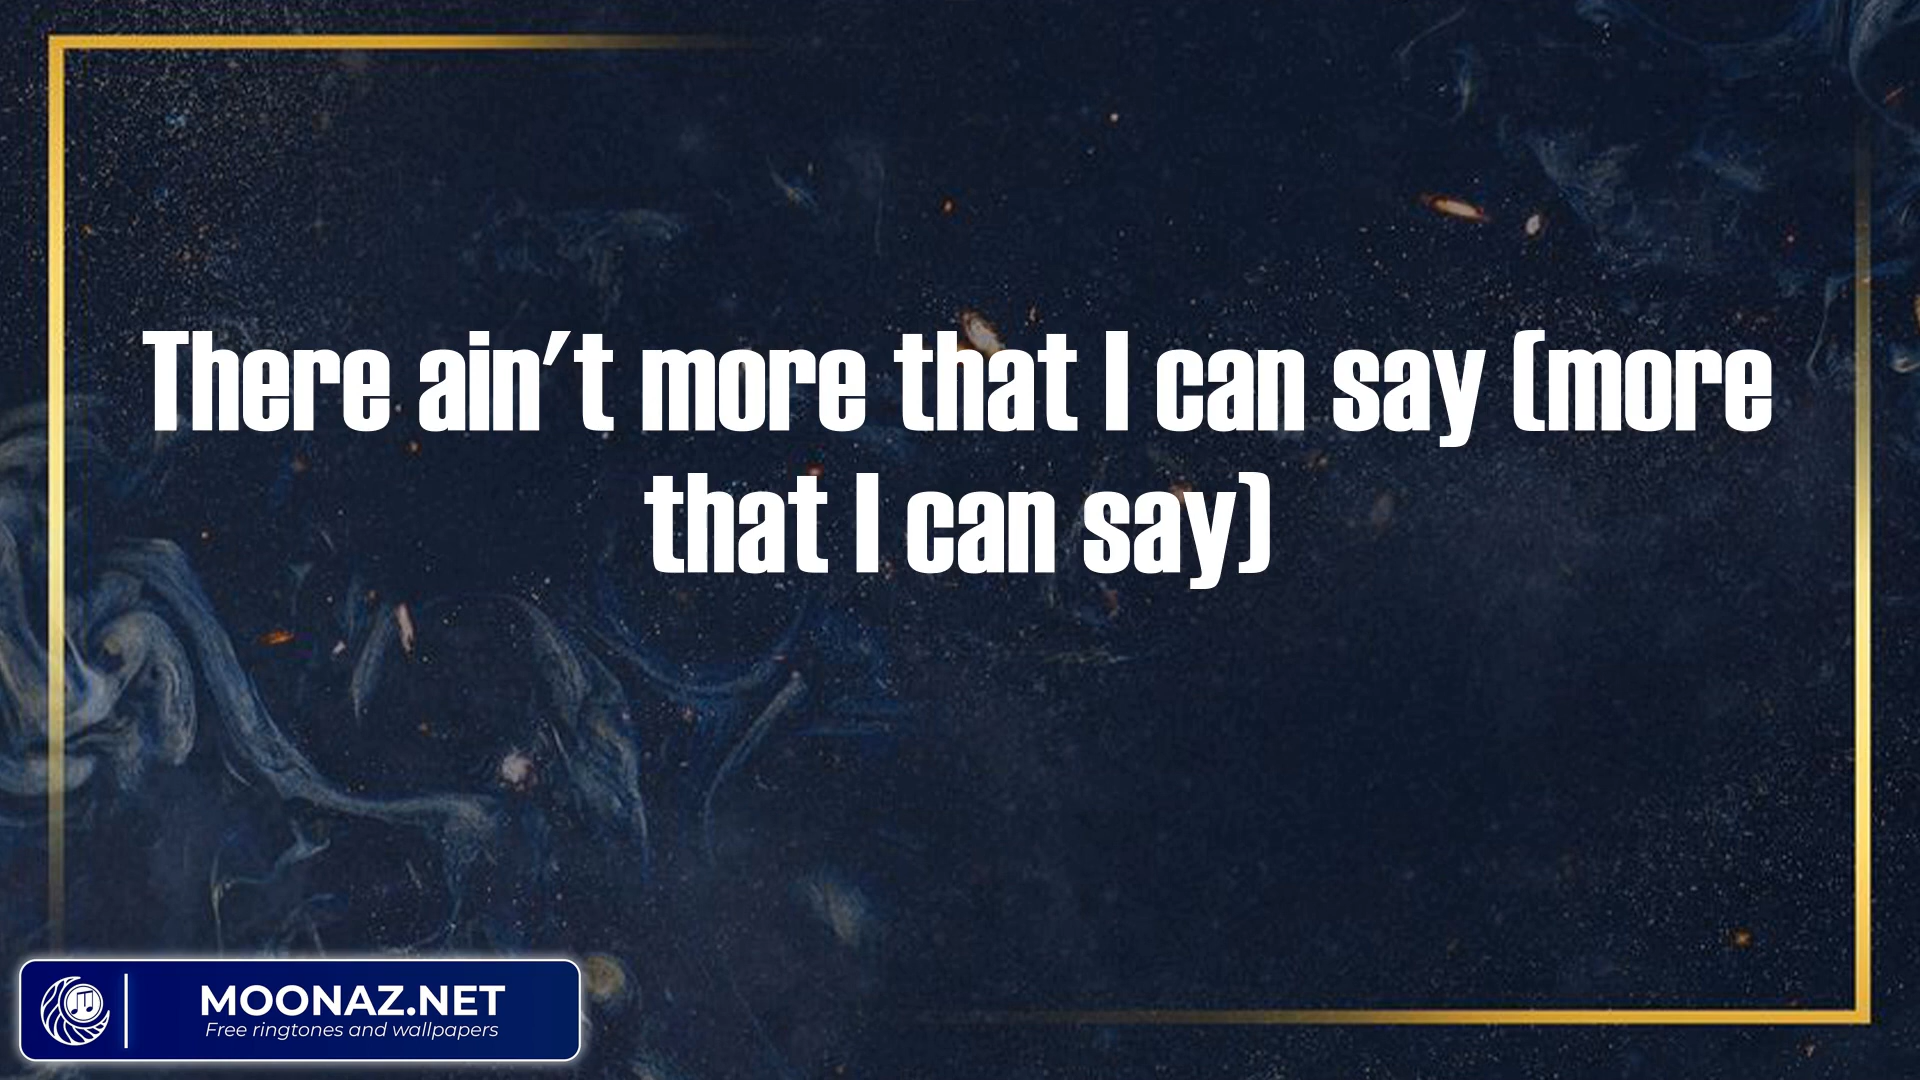 There ain't more that I can say (more
that I can say)
MOONAZ.NET
Free ringtones and wallpapers